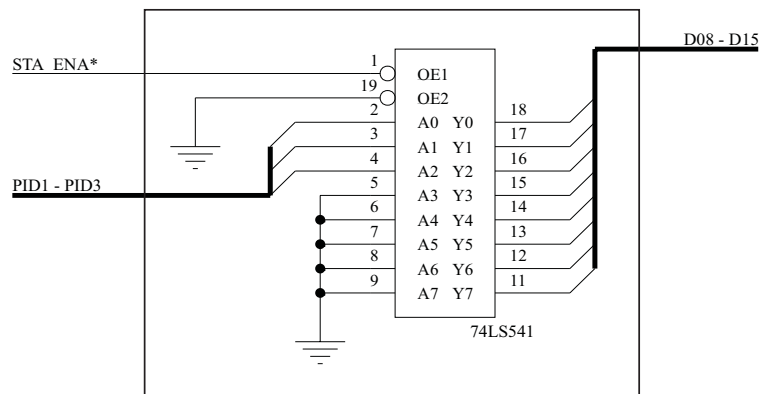 D08 - D15
STA ENA*
1
OE1
19
OE2
2
A0 Y0
18
3
A1 Y1
17
4
A2 Y2
16
PID1 - PID3
5
A3 Y3
15
6
A4 Y4
14
7
A5 Y5
13
8
A6 Y6
12
9
A7 Y7
11
74LS541